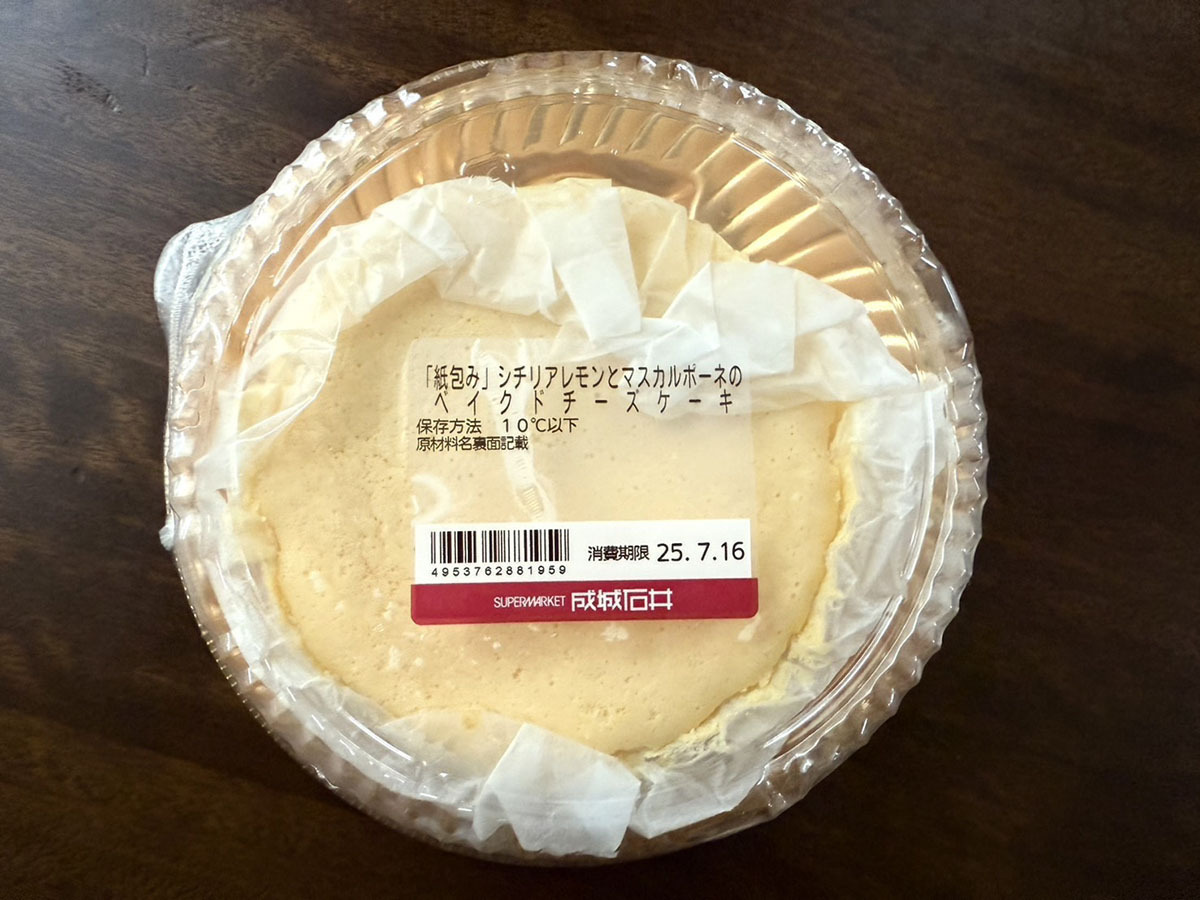 「紙包み」シチリアレモンとマスカルポーネの
ベイクドチーズケーキ
保存方法　１０℃以下
原材料名裏面記載
消費期限 25. 7.16
4953762881959
SUPERMARKET 成城石井